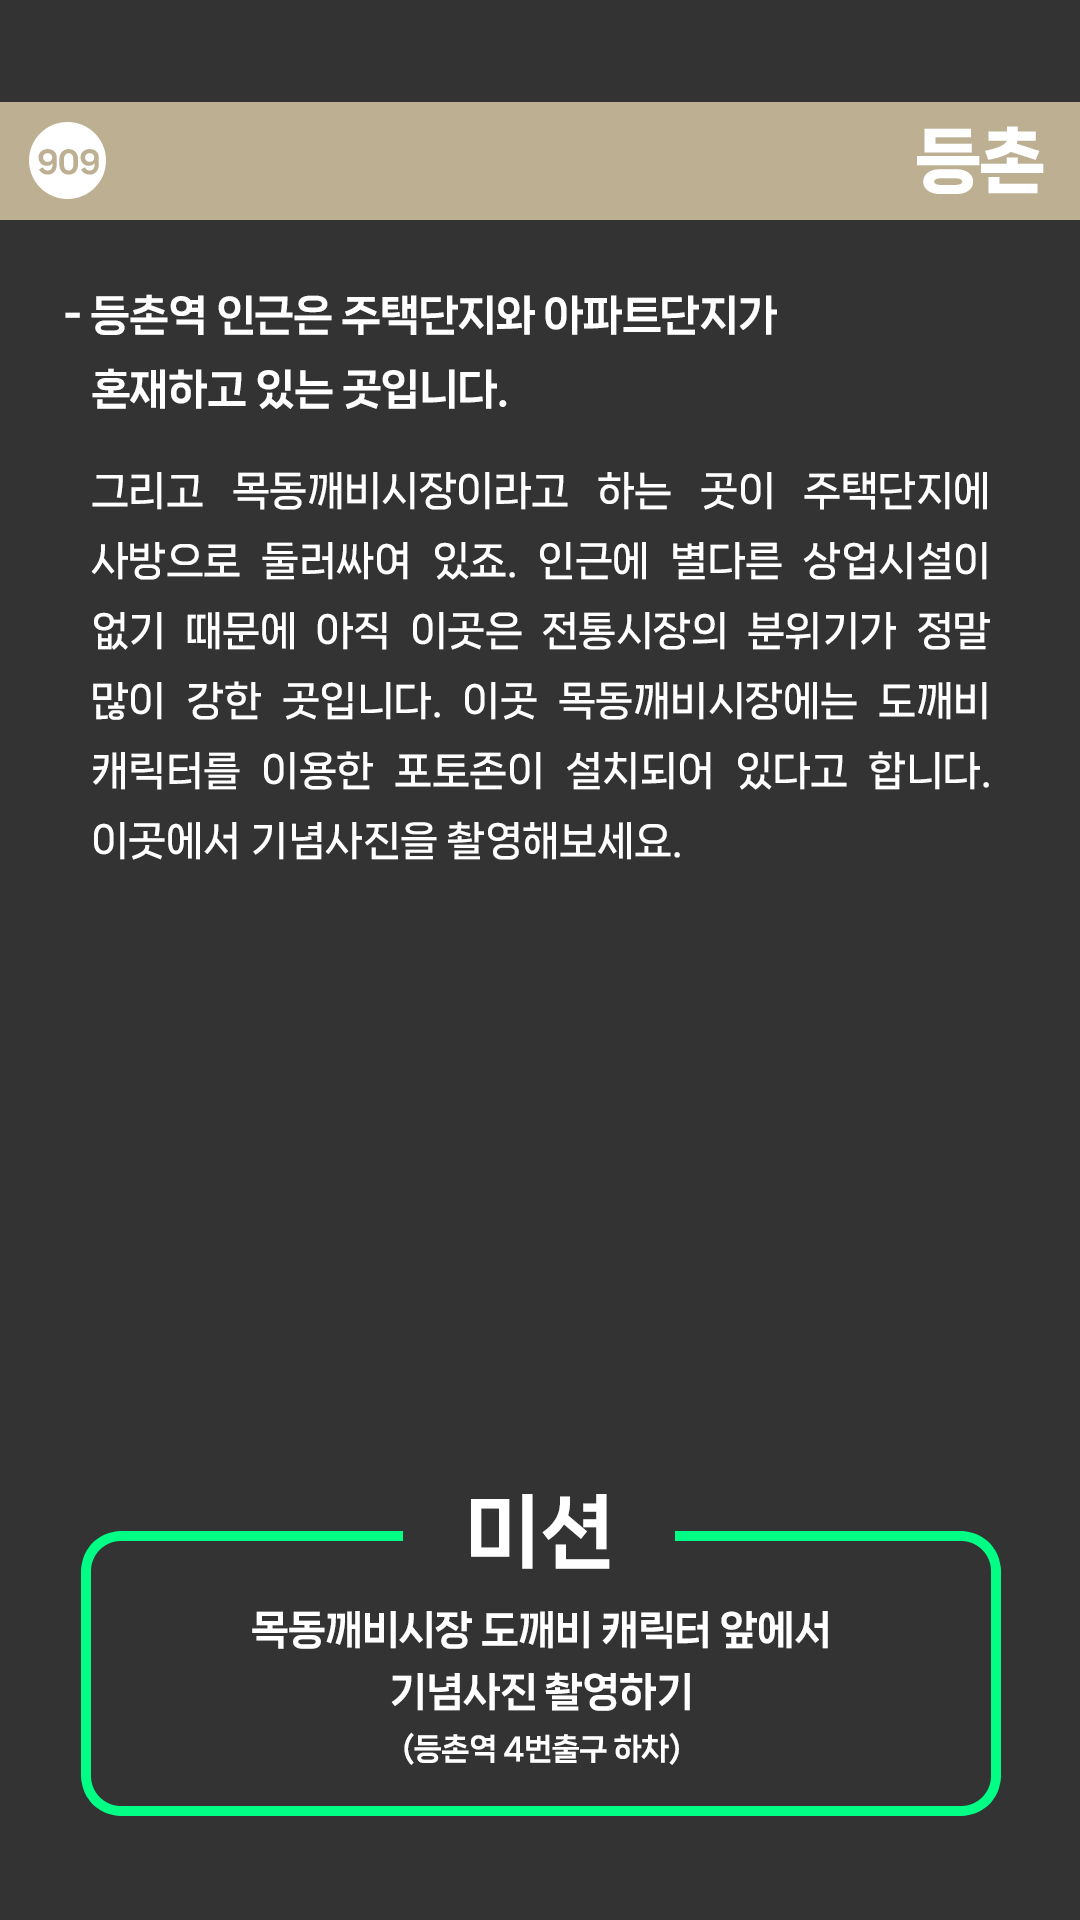 909
등촌
- 등촌역 인근은 주택단지와 아파트단지가
혼재하고 있는 곳입니다.
그리고 목동깨비시장이라고 하는 곳이 주택단지에
사방으로 둘러싸여 있죠. 인근에 별다른 상업시설이
없기 때문에 아직 이곳은 전통시장의 분위기가 정말
많이 강한 곳입니다. 이곳 목동깨비시장에는 도깨비
캐릭터를 이용한 포토존이 설치되어 있다고 합니다.
이곳에서 기념사진을 촬영해보세요.
미션
목동깨비시장 도깨비 캐릭터 앞에서
기념사진 촬영하기
(등촌역 4번출구 하차)